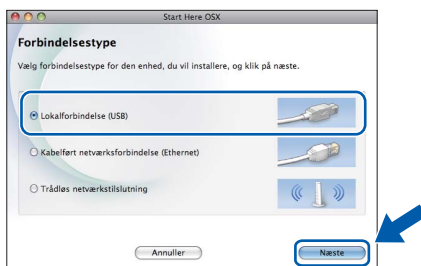 Start Here OSX
Forbindelsestype
Vælg forbindelsestype for den enhed, du vil installere, og klik på næste.
Lokalforbindelse (USB)
Kabelført netværksforbindelse (Ethernet)
Trådløs netværkstilslutning
Annuller
Næste